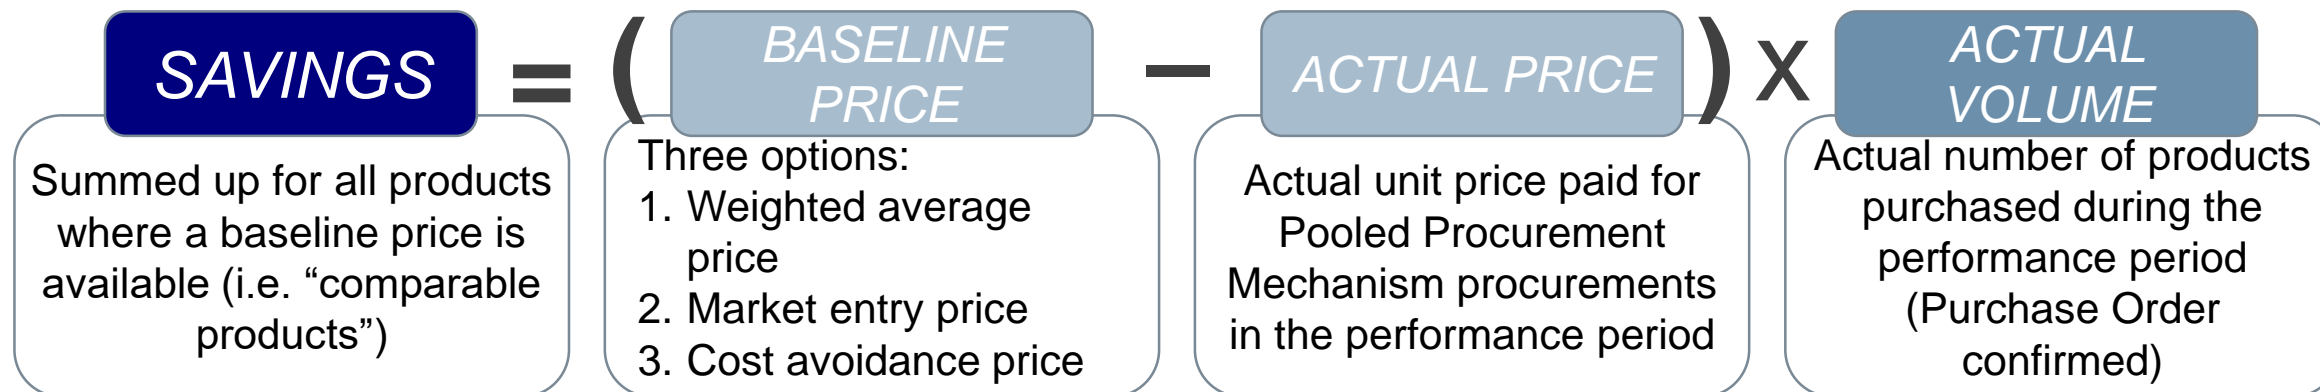 SAVINGS = ( BASELINE PRICE – ACTUAL PRICE ) x ACTUAL VOLUME
Summed up for all products
where a baseline price is
available (i.e. “comparable
products”)
Three options:
1. Weighted average
price
2. Market entry price
3. Cost avoidance price
Actual unit price paid for
Pooled Procurement
Mechanism procurements
in the performance period
Actual number of products
purchased during the
performance period
(Purchase Order
confirmed)